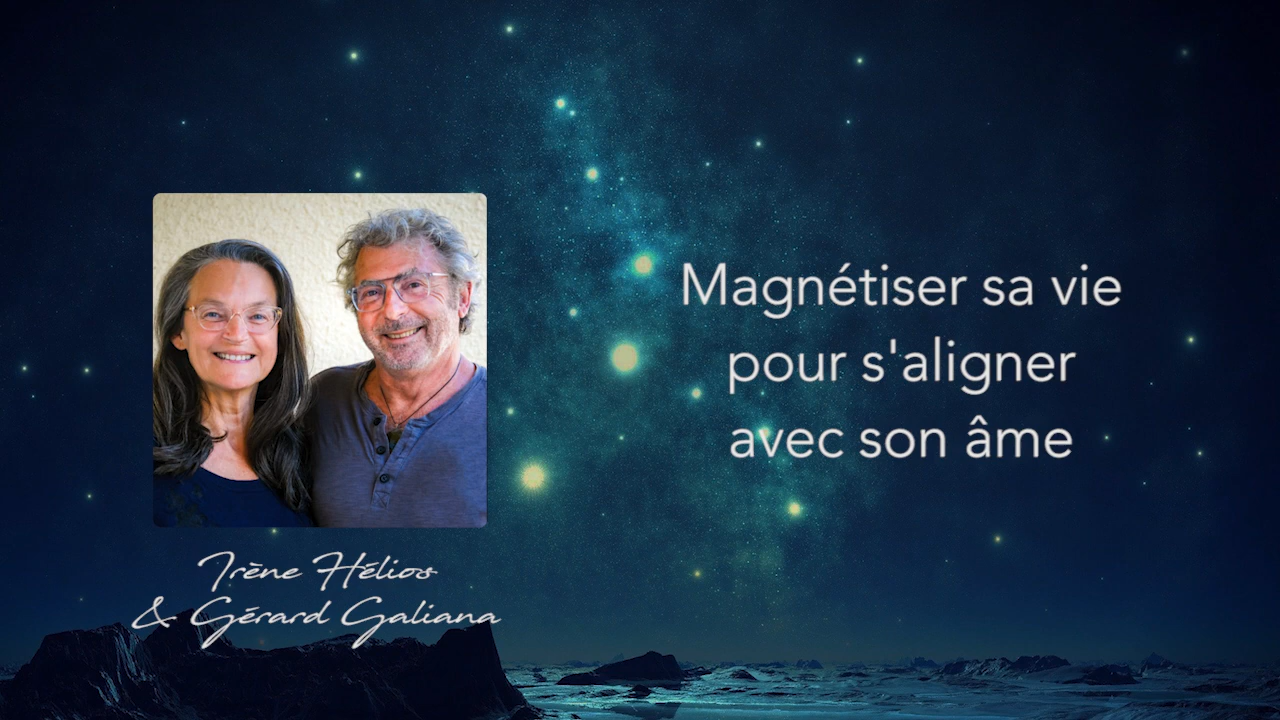 Magnétiser sa vie
pour s'aligner
avec son âme
Irène Hélios
& Gérard Galiana